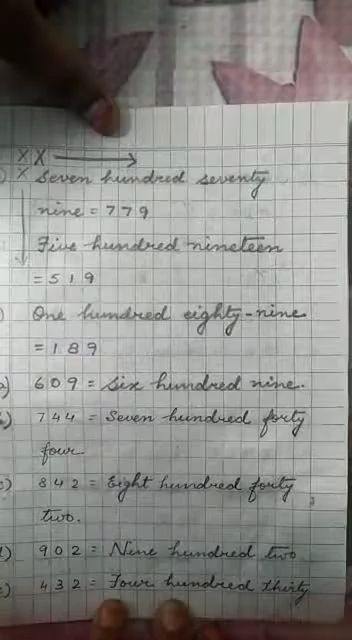 x X →
) x Seven hundred seventy
nine = 779
Five hundred nineteen
= 519
) One hundred eighty-nine
= 189
a) 609 = Six hundred nine.
b) 744 = Seven hundred forty
four.
c) 842 = Eight hundred forty
two.
d) 902 = Nine hundred two
e) 432 = Four hundred thirty